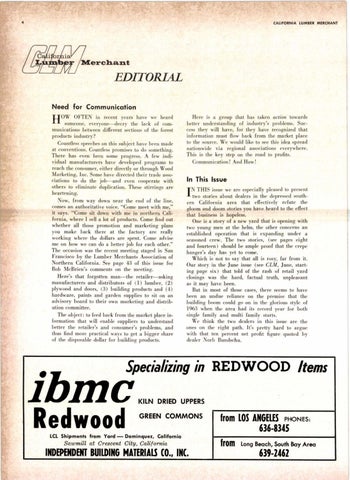 4
CALIFORNIA LUMBER MERCHANT
CLM
California
Lumber Merchant
EDITORIAL
Need for Communication
HOW OFTEN in recent years have we heard
someone, everyone—decry the lack of com-
munications between different sections of the forest
products industry?
Countless speeches on this subject have been made
at conventions. Countless promises to do something.
There has even been some progress. A few indi-
vidual manufacturers have developed programs to
reach the consumer, either directly or through Wood
Marketing, Inc. Some have directed their trade asso-
ciations to do the job—and even cooperate with
others to eliminate duplication. These stirrings are
heartening.
Now, from way down near the end of the line,
comes an authoritative voice, "Come meet with me,"
it says. "Come sit down with me in northern Cali-
fornia, where I sell a lot of products. Come find out
whether all those promotion and marketing plans
you make back there at the factory are really
working where the dollars are spent. Come advise
me on how we can do a better job for each other."
The occasion was the recent meeting staged in San
Francisco by the Lumber Merchants Association of
Northern California. See page 43 of this issue for
Bob McBrien's comments on the meeting.
Here's that forgotten man—the retailer—asking
manufacturers and distributors of (1) lumber, (2)
plywood and doors, (3) building products and (4)
hardware, paints and garden supplies to sit on an
advisory board to their own marketing and distrib-
ution committee.
The object: to feed back from the market place in-
formation that will enable suppliers to understand
better the retailer's and consumer's problems, and
thus find more practical ways to get a bigger share
of the disposable dollar for building products.
Here is a group that has taken action towards
better understanding of industry's problems. Suc-
cess they will have, for they have recognized that
information must flow back from the market place
to the source. We would like to see this idea spread
nationwide via regional associations everywhere.
This is the key step on the road to profits.
Communication? And How!
In This Issue
IN THIS issue we are especially pleased to present
two stories about dealers in the depressed south-
ern California area that effectively refute the
gloom and doom stories you have heard to the effect
that business is hopeless.
One is a story of a new yard that is opening with
two young men at the helm, the other concerns an
established operation that is expanding under a
seasoned crew. The two stories, (see pages eight
and fourteen) should be ample proof that the crepe-
hanger's day has yet to come.
Which is not to say that all is rosy, far from it.
Our story in the June issue (see CLM, June, start-
ing page six) that told of the rash of retail yard
closings was the hard, factual truth, unpleasant
as it may have been.
But in most of those cases, there seems to have
been an undue reliance on the premise that the
building boom could go on in the glorious style of
1963 when the area had its record year for both
single family and multi family starts.
We think the two dealers in this issue are the
ones on the right path. It's pretty hard to argue
with that ten percent net profit figure quoted by
dealer Norb
Specializing in REDWOOD Items
ibmc
Redwood
KILN DRIED UPPERS
GREEN COMMONS
LCL Shipments from Yard — Dominguez, California
Sawmill at Crescent City, California
INDEPENDENT BUILDING MATERIALS CO., INC.
from LOS ANGELES PHONES:
636-8345
from Long Beach, South Bay Area
639-2462